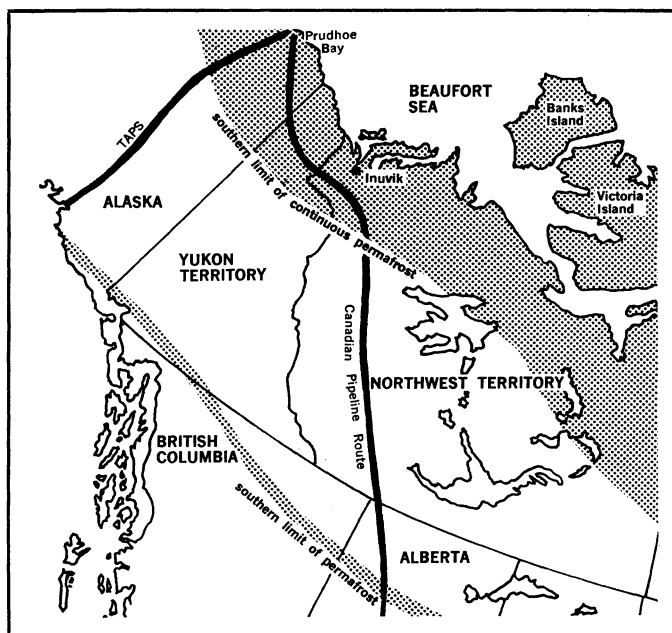 Prudhoe
Bay
BEAUFORT
SEA
Banks
Island
TAPS
southern limit of continuous permafrost
Inuvik
Victoria
Island
ALASKA
YUKON
TERRITORY
Canadian Pipeline Route
NORTHWEST TERRITORY
BRITISH
COLUMBIA
southern limit of permafrost
ALBERTA